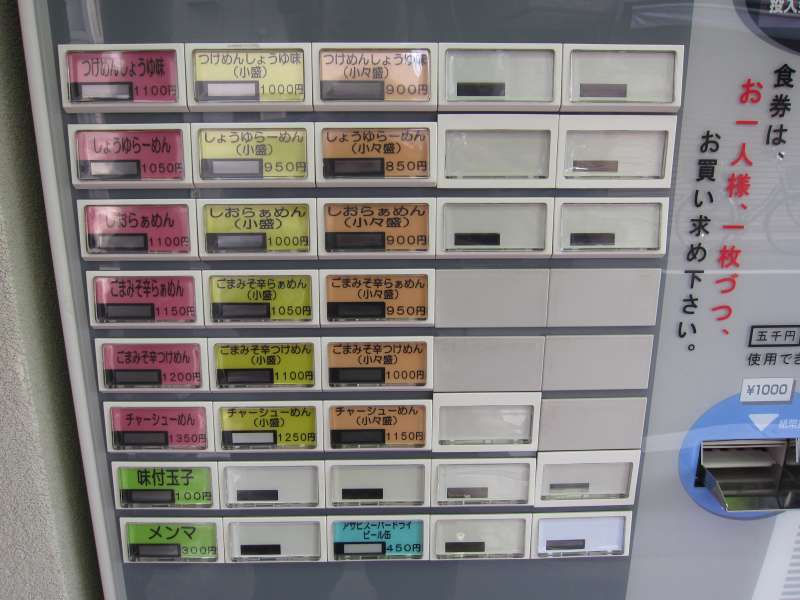 つけめんしょうゆ味
1100円
つけめんしょうゆ味
(小盛)
1000円
つけめんしょうゆ味
(小々盛)
900円
しょうゆらーめん
1050円
しょうゆらーめん
(小盛)
950円
しょうゆらーめん
(小々盛)
850円
しおらぁめん
1100円
しおらぁめん
(小盛)
1000円
しおらぁめん
(小々盛)
900円
ごまみそ辛らぁめん
1150円
ごまみそ辛らぁめん
(小盛)
1050円
ごまみそ辛らぁめん
(小々盛)
950円
ごまみそ辛つけめん
1200円
ごまみそ辛つけめん
(小盛)
1100円
ごまみそ辛つけめん
(小々盛)
1000円
チャーシューめん
1350円
チャーシューめん
(小盛)
1250円
チャーシューめん
(小々盛)
1150円
味付玉子
100円
メンマ
300円
アサヒスーパードライ
ビール缶
450円
食券は、
お一人様、一枚づつ、
お買い求め下さい。
投入
五千円
使用でき
¥1000